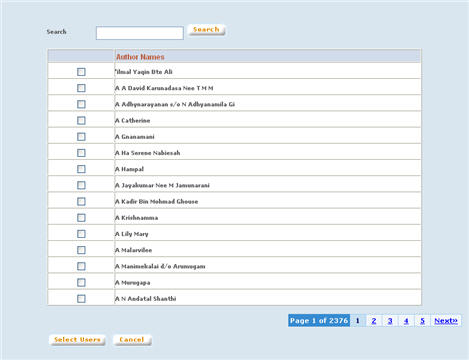 Search Search
Author Names
'ilmal Yaqin Bte Ali
A A David Karunadasa Nee T M M
A Adhynarayanan s/o N Adhyanamila Gi
A Catherine
A Gnanamani
A Ha Serene Nabiesah
A Hampal
A Jayakumar Nee M Jamunarani
A Kadir Bin Mohmad Ghouse
A Krishnamma
A Lily Mary
A Malarvilee
A Manimekalai d/o Arumugam
A Murugapa
A N Andatal Shanthi
Page 1 of 2376 1 2 3 4 5 Next»
Select Users Cancel